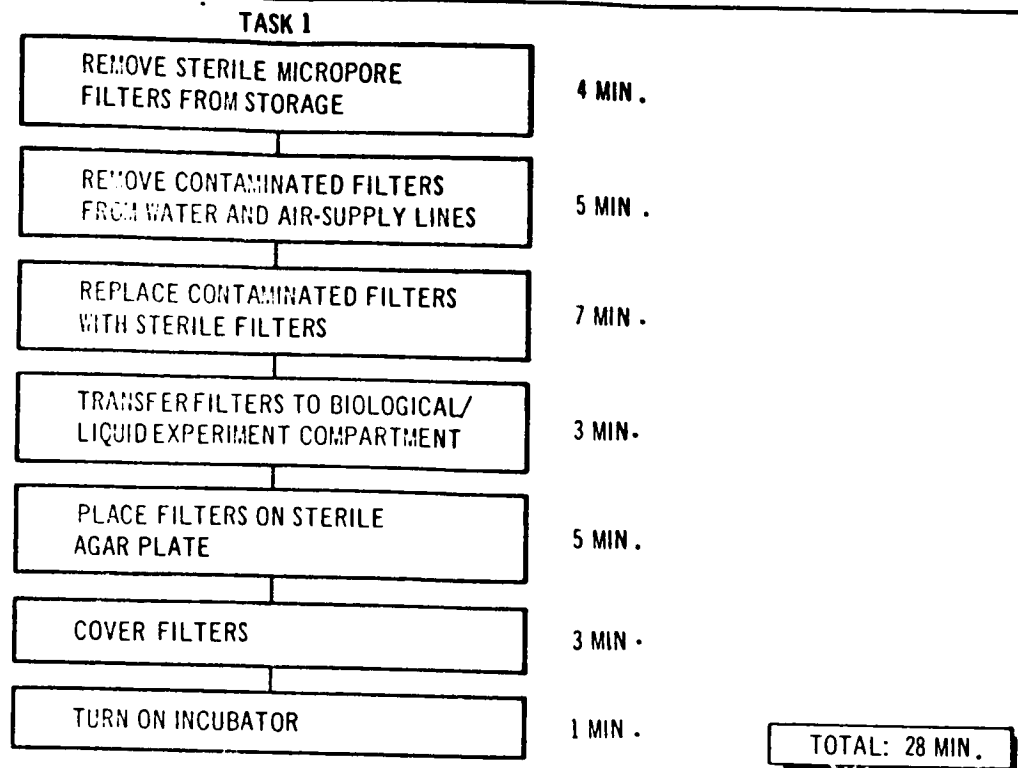 TASK 1
REMOVE STERILE MICROPORE
FILTERS FROM STORAGE
4 MIN.
REMOVE CONTAMINATED FILTERS
FROM WATER AND AIR-SUPPLY LINES
5 MIN.
REPLACE CONTAMINATED FILTERS
WITH STERILE FILTERS
7 MIN.
TRANSFER FILTERS TO BIOLOGICAL/
LIQUID EXPERIMENT COMPARTMENT
3 MIN.
PLACE FILTERS ON STERILE
AGAR PLATE
5 MIN.
COVER FILTERS
3 MIN.
TURN ON INCUBATOR
1 MIN.
TOTAL: 28 MIN.